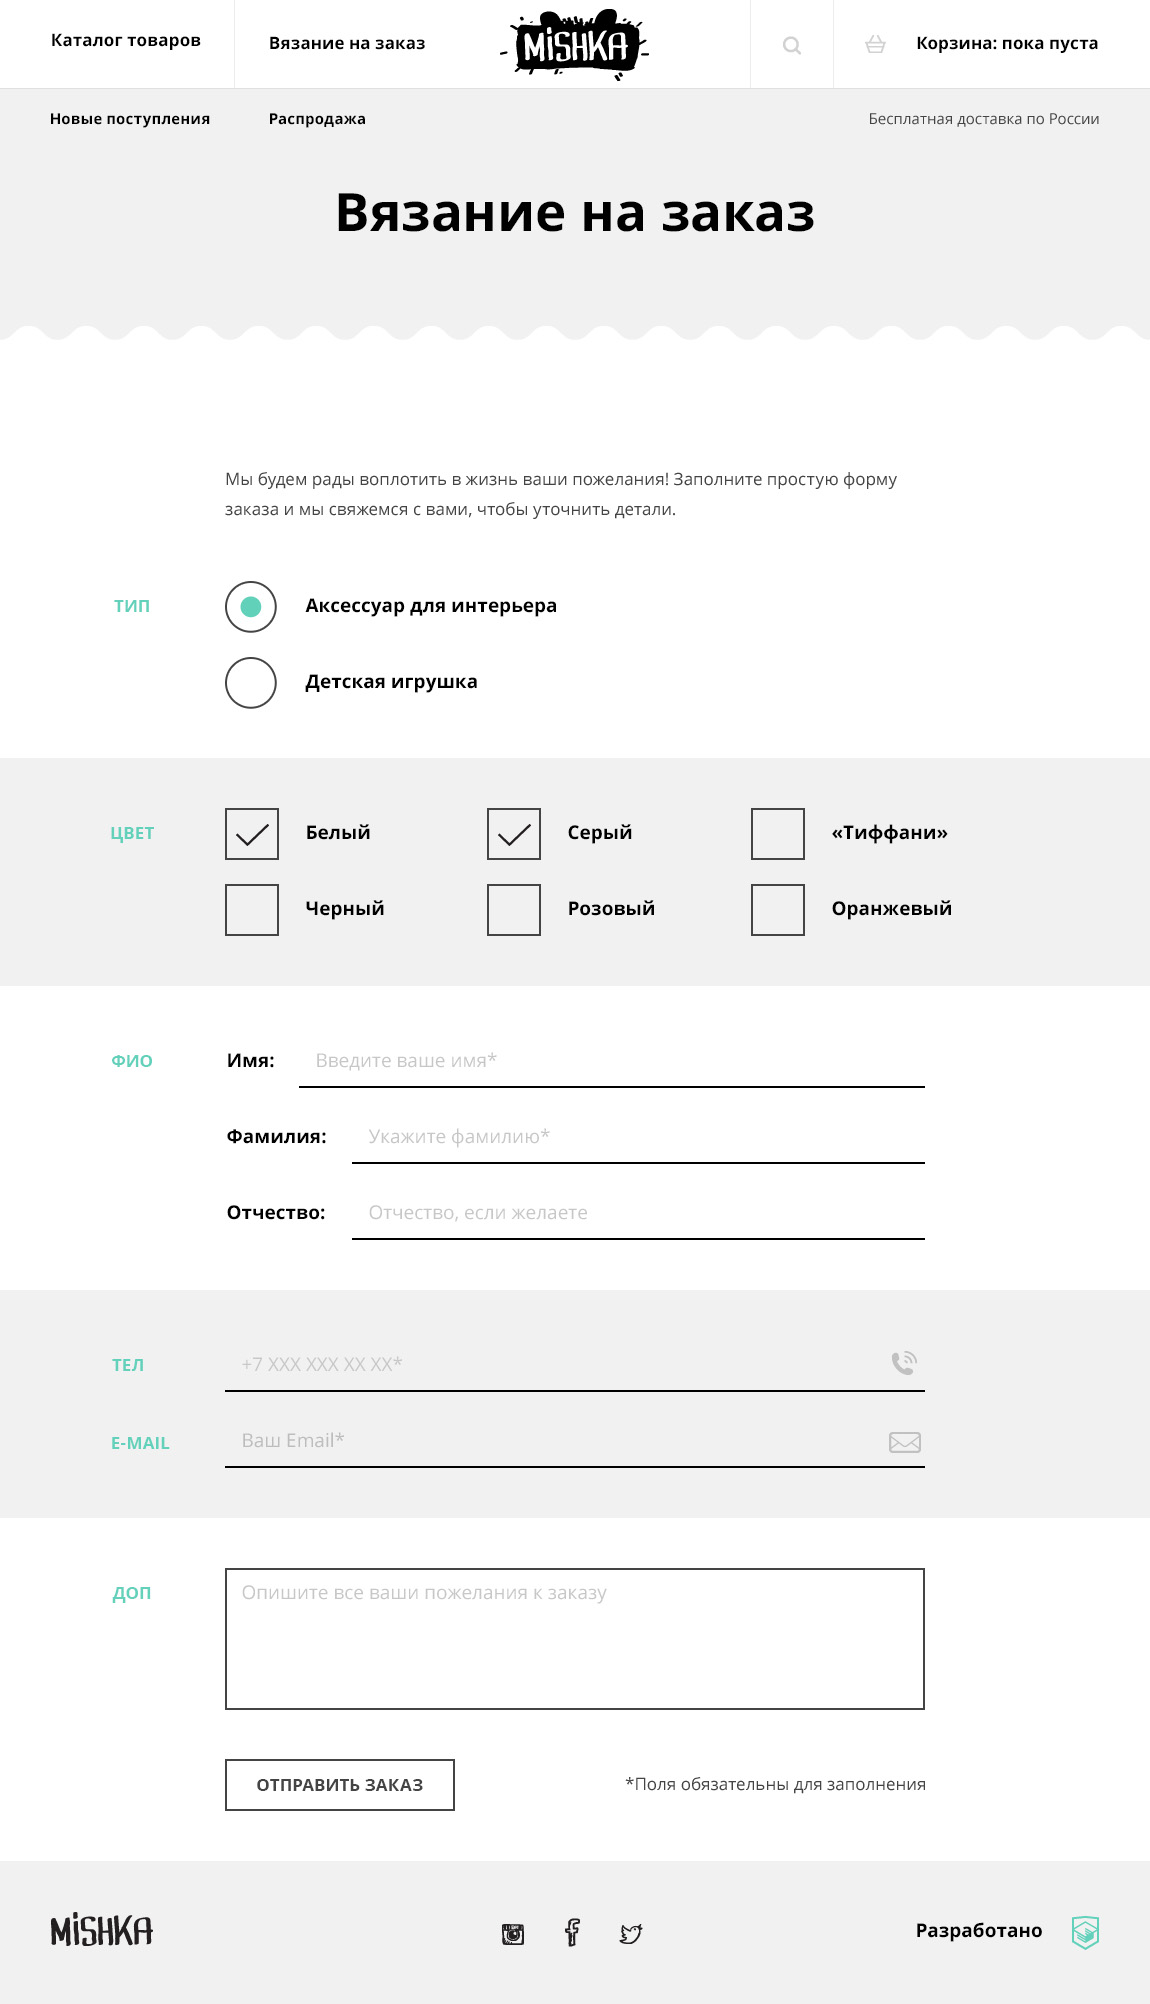 Каталог товаров
Вязание на заказ
MiSHKA
Корзина: пока пуста
Новые поступления
Распродажа
Бесплатная доставка по России
Вязание на заказ
Мы будем рады воплотить в жизнь ваши пожелания! Заполните простую форму
заказа и мы свяжемся с вами, чтобы уточнить детали.
ТИП
Аксессуар для интерьера
Детская игрушка
ЦВЕТ
Белый
Серый
«Тиффани»
Черный
Розовый
Оранжевый
ФИО
Имя:
Введите ваше имя*
Фамилия:
Укажите фамилию*
Отчество:
Отчество, если желаете
ТЕЛ
+7 XXX XXX XX XX*
E-MAIL
Ваш Email*
ДОП
Опишите все ваши пожелания к заказу
ОТПРАВИТЬ ЗАКАЗ
*Поля обязательны для заполнения
MiSHKA
Разработано